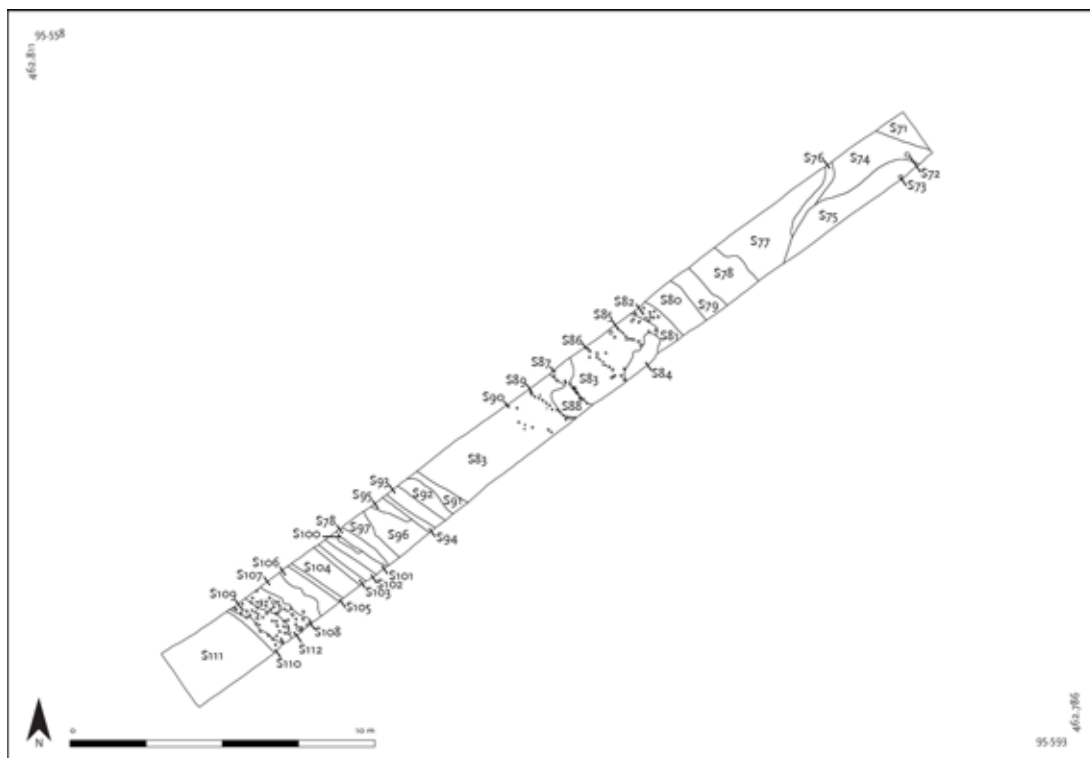 95.558
462.811
S71
S76
S74
S72
S73
S75
S77
S78
S82
S80
S79
S85
S81
S86
S84
S87
S83
S89
S88
S90
S83
S93
S92
S91
S95
S78
S97
S96
S94
S100
S106
S104
S101
S107
S102
S103
S109
S105
S108
S112
S111
S110
0
10 m
N
462.786
95.593